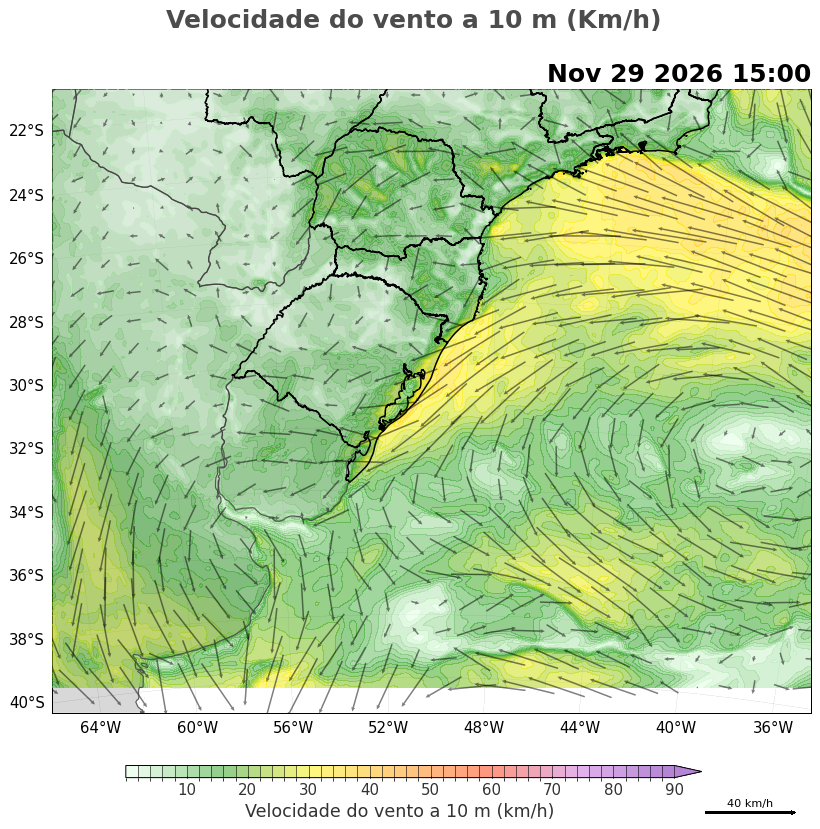 Velocidade do vento a 10 m (Km/h)
Nov 29 2026 15:00
22°S
24°S
26°S
28°S
30°S
32°S
34°S
36°S
38°S
40°S
64°W 60°W 56°W 52°W 48°W 44°W 40°W 36°W
10 20 30 40 50 60 70 80 90
Velocidade do vento a 10 m (km/h)
40 km/h